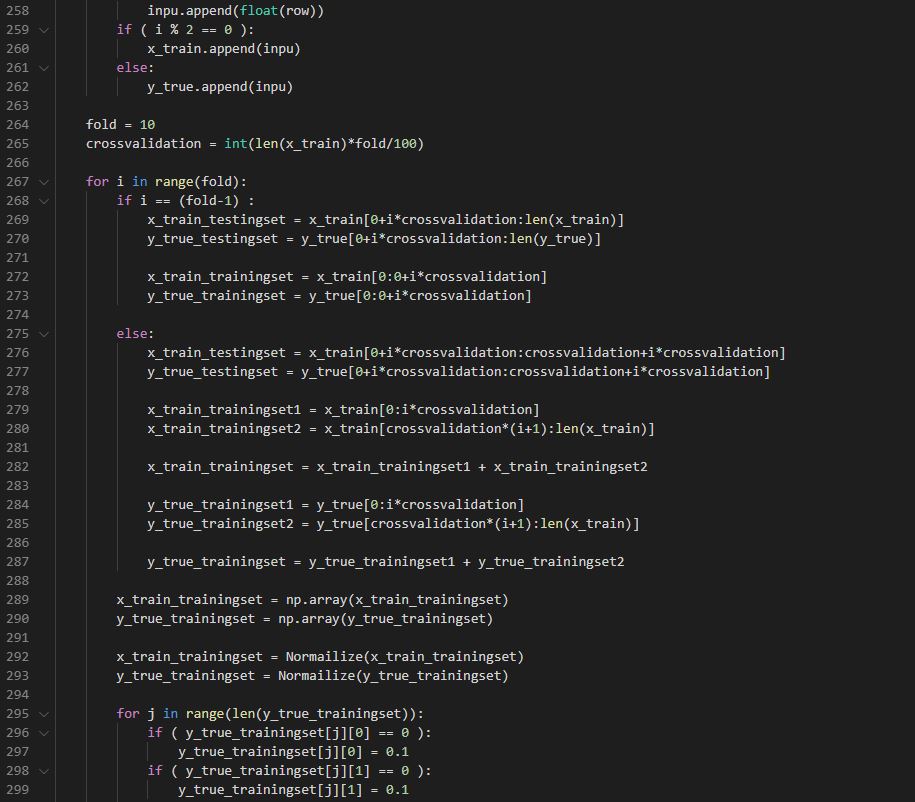 258 inpu.append(float(row))
259 if ( i % 2 == 0 ):
260 x_train.append(inpu)
261 else:
262 y_true.append(inpu)
263
264 fold = 10
265 crossvalidation = int(len(x_train)*fold/100)
266
267 for i in range(fold):
268 if i == (fold-1) :
269 x_train_testingset = x_train[0+i*crossvalidation:len(x_train)]
270 y_true_testingset = y_true[0+i*crossvalidation:len(y_true)]
271
272 x_train_trainingset = x_train[0:0+i*crossvalidation]
273 y_true_trainingset = y_true[0:0+i*crossvalidation]
274
275 else:
276 x_train_testingset = x_train[0+i*crossvalidation:crossvalidation+i*crossvalidation]
277 y_true_testingset = y_true[0+i*crossvalidation:crossvalidation+i*crossvalidation]
278
279 x_train_trainingset1 = x_train[0:i*crossvalidation]
280 x_train_trainingset2 = x_train[crossvalidation*(i+1):len(x_train)]
281
282 x_train_trainingset = x_train_trainingset1 + x_train_trainingset2
283
284 y_true_trainingset1 = y_true[0:i*crossvalidation]
285 y_true_trainingset2 = y_true[crossvalidation*(i+1):len(x_train)]
286
287 y_true_trainingset = y_true_trainingset1 + y_true_trainingset2
288
289 x_train_trainingset = np.array(x_train_trainingset)
290 y_true_trainingset = np.array(y_true_trainingset)
291
292 x_train_trainingset = Normailize(x_train_trainingset)
293 y_true_trainingset = Normailize(y_true_trainingset)
294
295 for j in range(len(y_true_trainingset)):
296 if ( y_true_trainingset[j][0] == 0 ):
297 y_true_trainingset[j][0] = 0.1
298 if ( y_true_trainingset[j][1] == 0 ):
299 y_true_trainingset[j][1] = 0.1